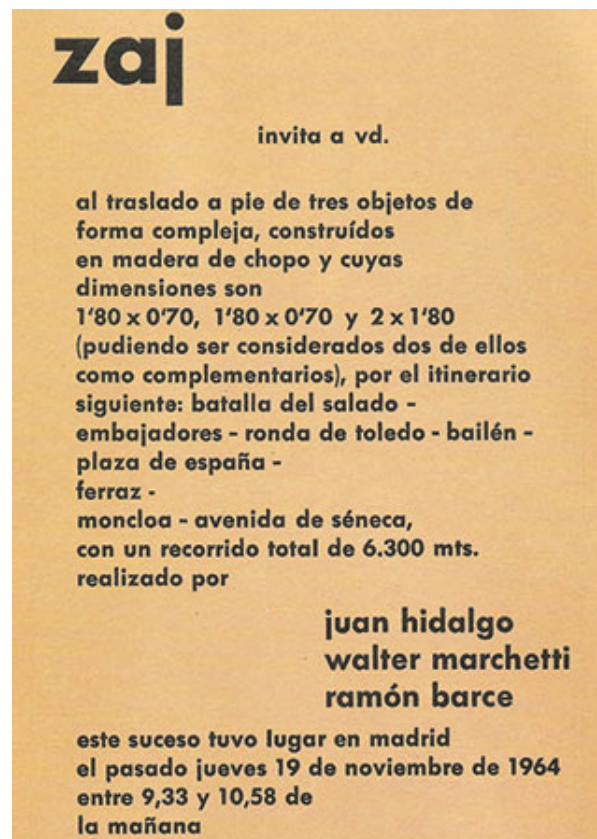 zaj
invita a vd.
al traslado a pie de tres objetos de
forma compleja, construídos
en madera de chopo y cuyas
dimensiones son
1'80 x 0'70, 1'80 x 0'70 y 2 x 1'80
(pudiendo ser considerados dos de ellos
como complementarios), por el itinerario
siguiente: batalla del salado -
embajadores - ronda de toledo - bailén -
plaza de españa -
ferraz -
moncloa - avenida de séneca,
con un recorrido total de 6.300 mts.
realizado por
juan hidalgo
walter marchetti
ramón barce
este suceso tuvo lugar en madrid
el pasado jueves 19 de noviembre de 1964
entre 9,33 y 10,58 de
la mañana